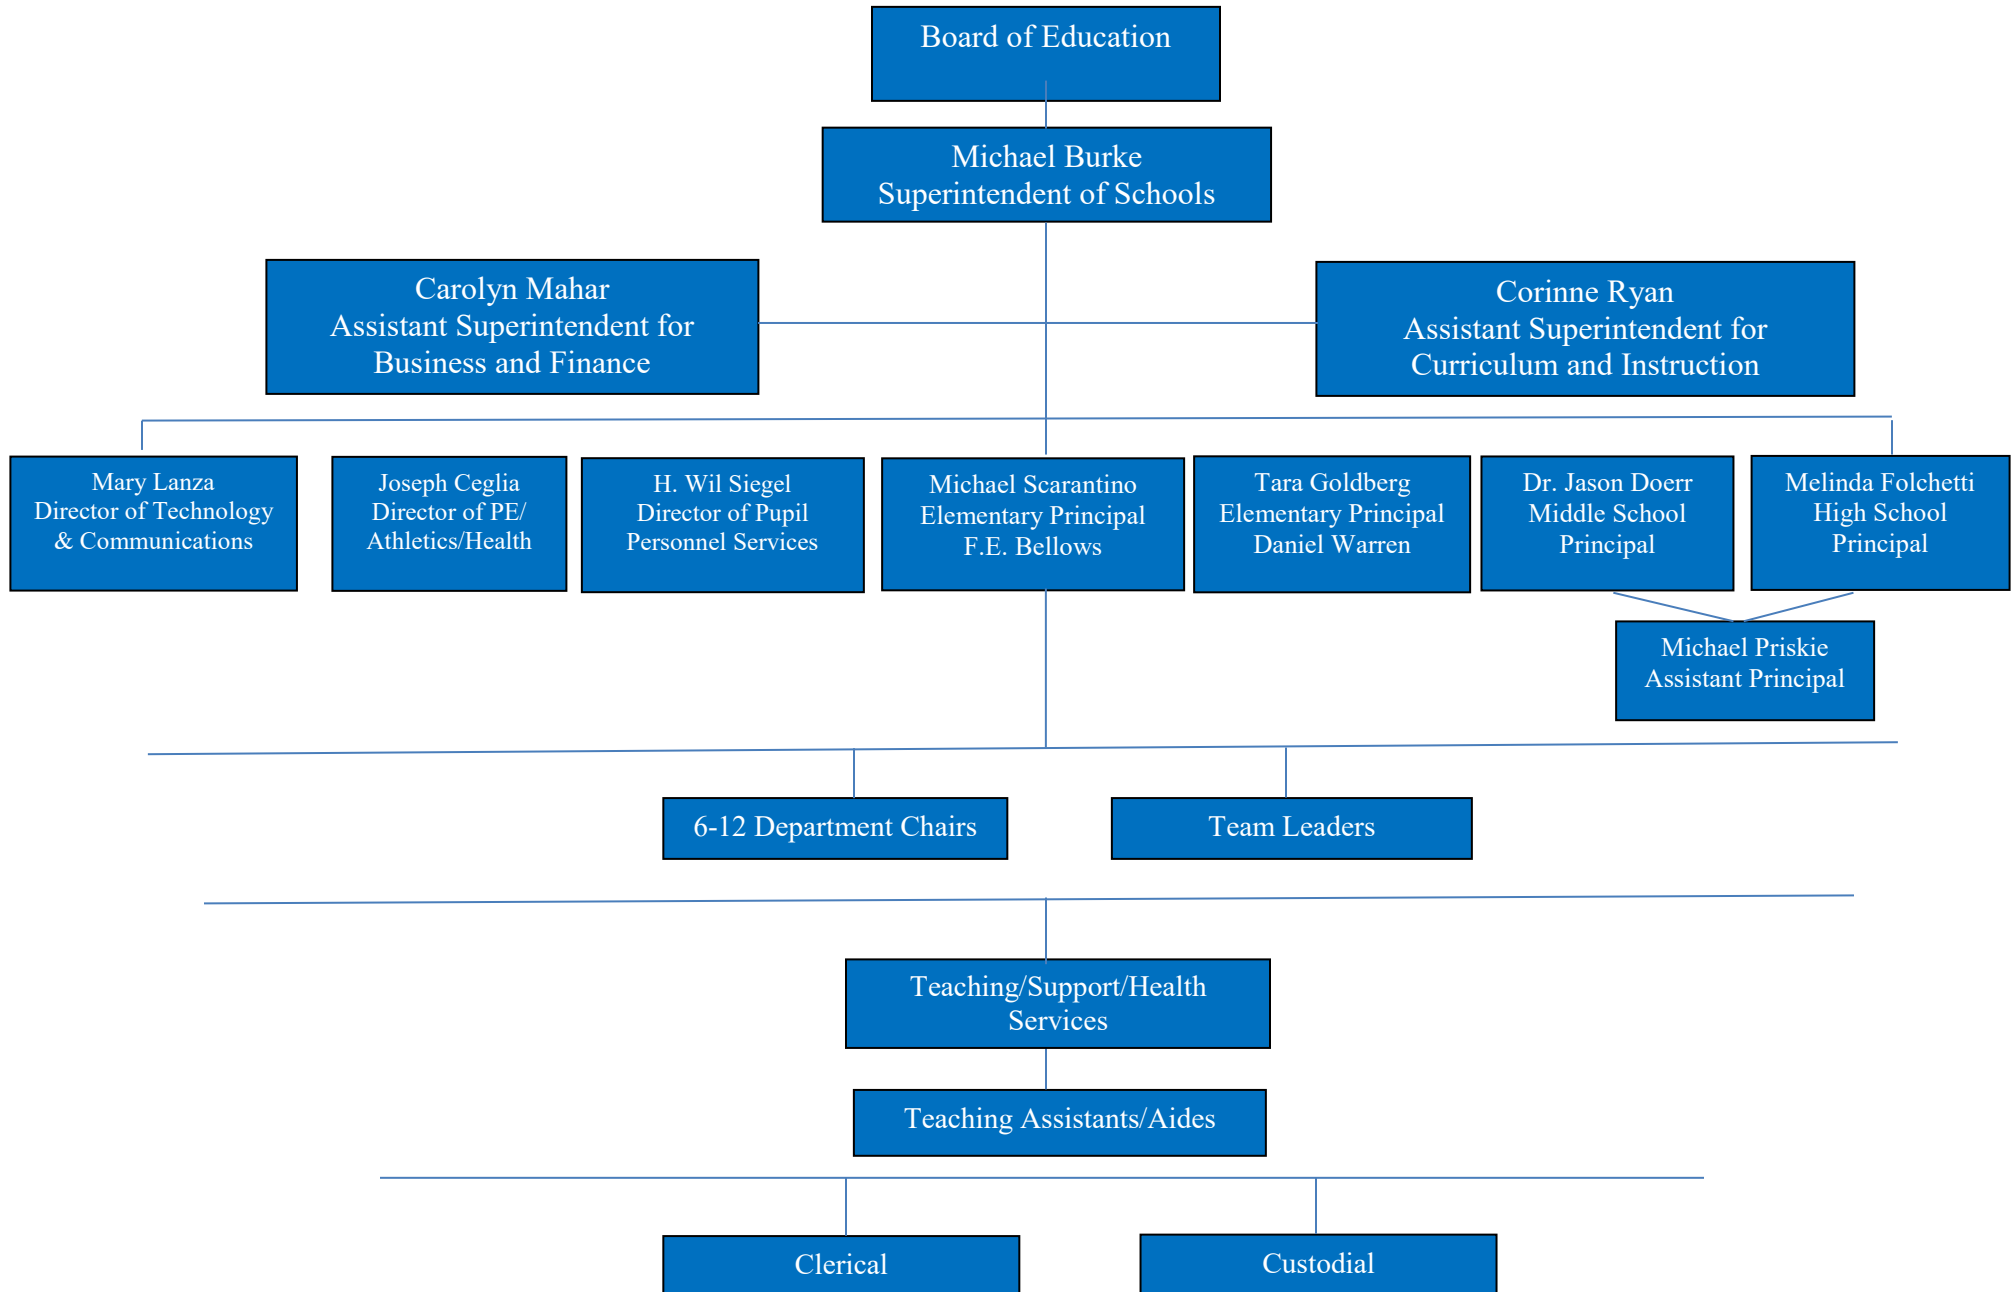 Board of Education
Michael Burke
Superintendent of Schools
Carolyn Mahar
Assistant Superintendent for
Business and Finance
Corinne Ryan
Assistant Superintendent for
Curriculum and Instruction
Mary Lanza
Director of Technology
& Communications
Joseph Ceglia
Director of PE/
Athletics/Health
H. Wil Siegel
Director of Pupil
Personnel Services
Michael Scarantino
Elementary Principal
F.E. Bellows
Tara Goldberg
Elementary Principal
Daniel Warren
Dr. Jason Doerr
Middle School
Principal
Melinda Folchetti
High School
Principal
Michael Priskie
Assistant Principal
6-12 Department Chairs
Team Leaders
Teaching/Support/Health
Services
Teaching Assistants/Aides
Clerical
Custodial